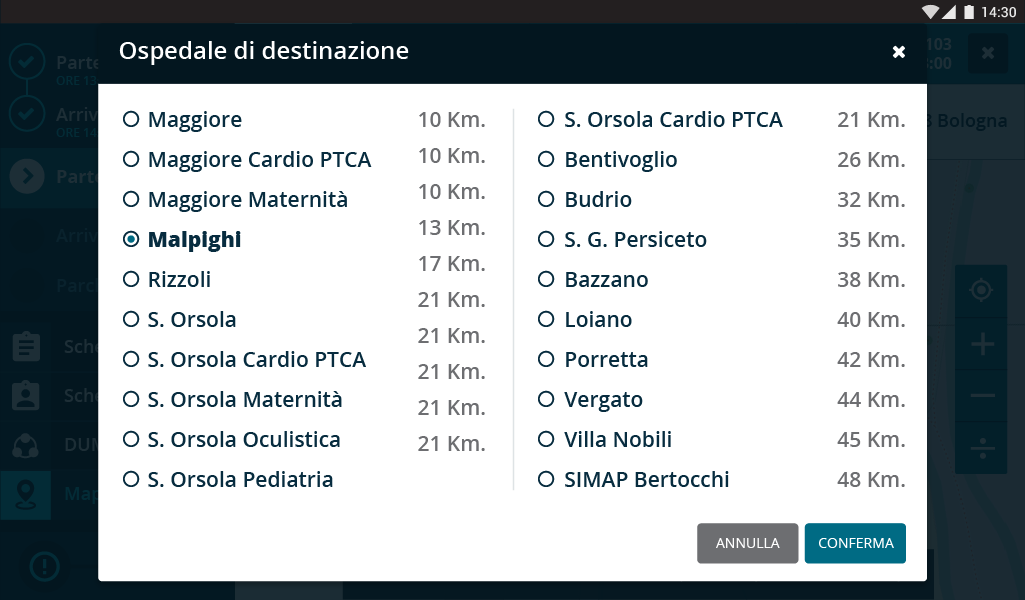 14:30
Ospedale di destinazione
Maggiore 10 Km.
Maggiore Cardio PTCA 10 Km.
Maggiore Maternità 10 Km.
Malpighi 13 Km.
Rizzoli 17 Km.
S. Orsola 21 Km.
S. Orsola Cardio PTCA 21 Km.
S. Orsola Maternità 21 Km.
S. Orsola Oculistica 21 Km.
S. Orsola Pediatria 21 Km.
S. Orsola Cardio PTCA 21 Km.
Bentivoglio 26 Km.
Budrio 32 Km.
S. G. Persiceto 35 Km.
Bazzano 38 Km.
Loiano 40 Km.
Porretta 42 Km.
Vergato 44 Km.
Villa Nobili 45 Km.
SIMAP Bertocchi 48 Km.
ANNULLA CONFERMA
Parte
ORE 13
Arriv
ORE 14
Parte
Arriv
Parc
Sche
Sche
DUM
Map
103
:00
Bologna